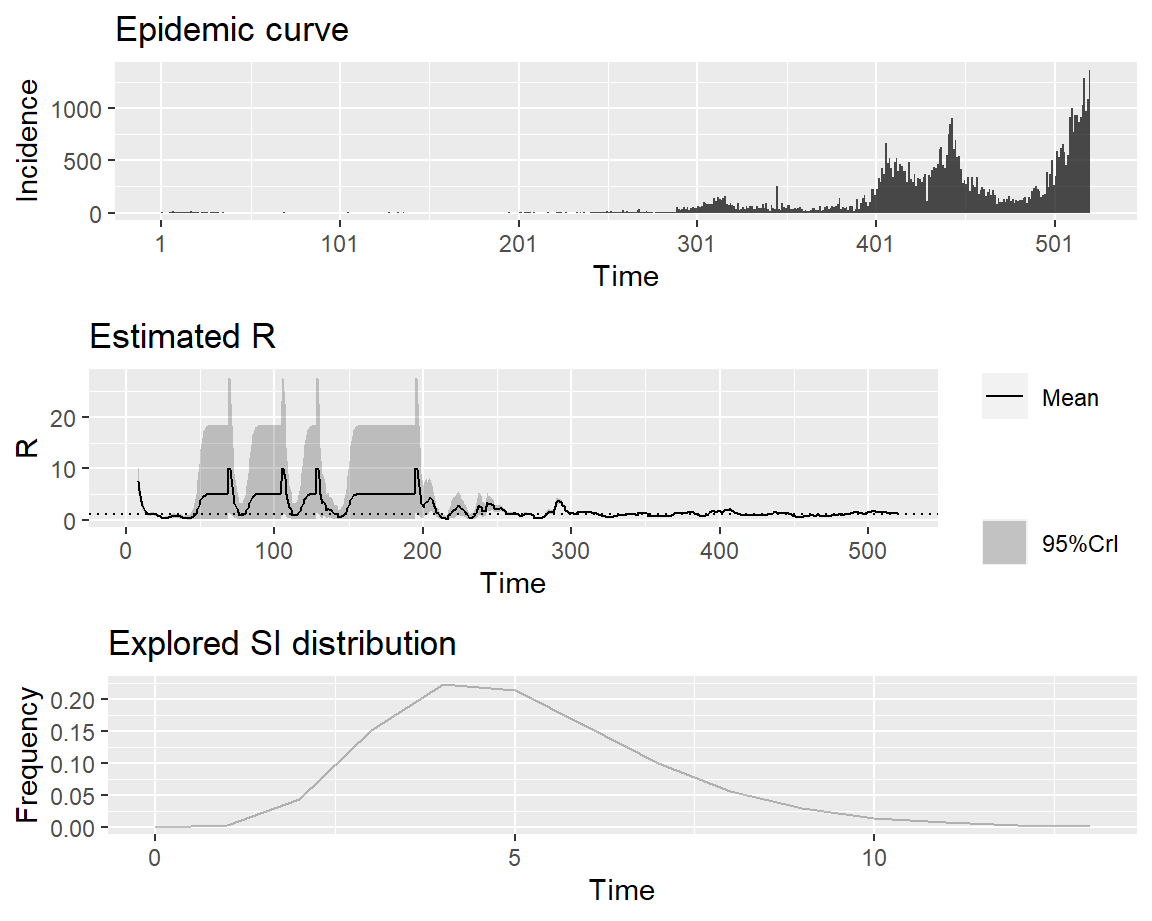 Epidemic curve
Incidence
1000
500
0
1 101 201 301 401 501
Time
Estimated R
R
20
10
0
0 100 200 300 400 500
Time
Mean
95%CrI
Explored SI distribution
Frequency
0.20
0.15
0.10
0.05
0.00
0 5 10
Time